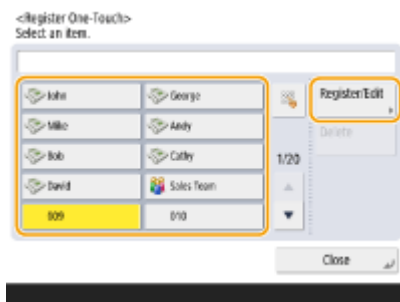 <Register One-Touch>
Select an item.
John
George
Register/Edit
Mike
Andy
Delete
Bob
Cathy
1/20
David
Sales Team
009
010
Close